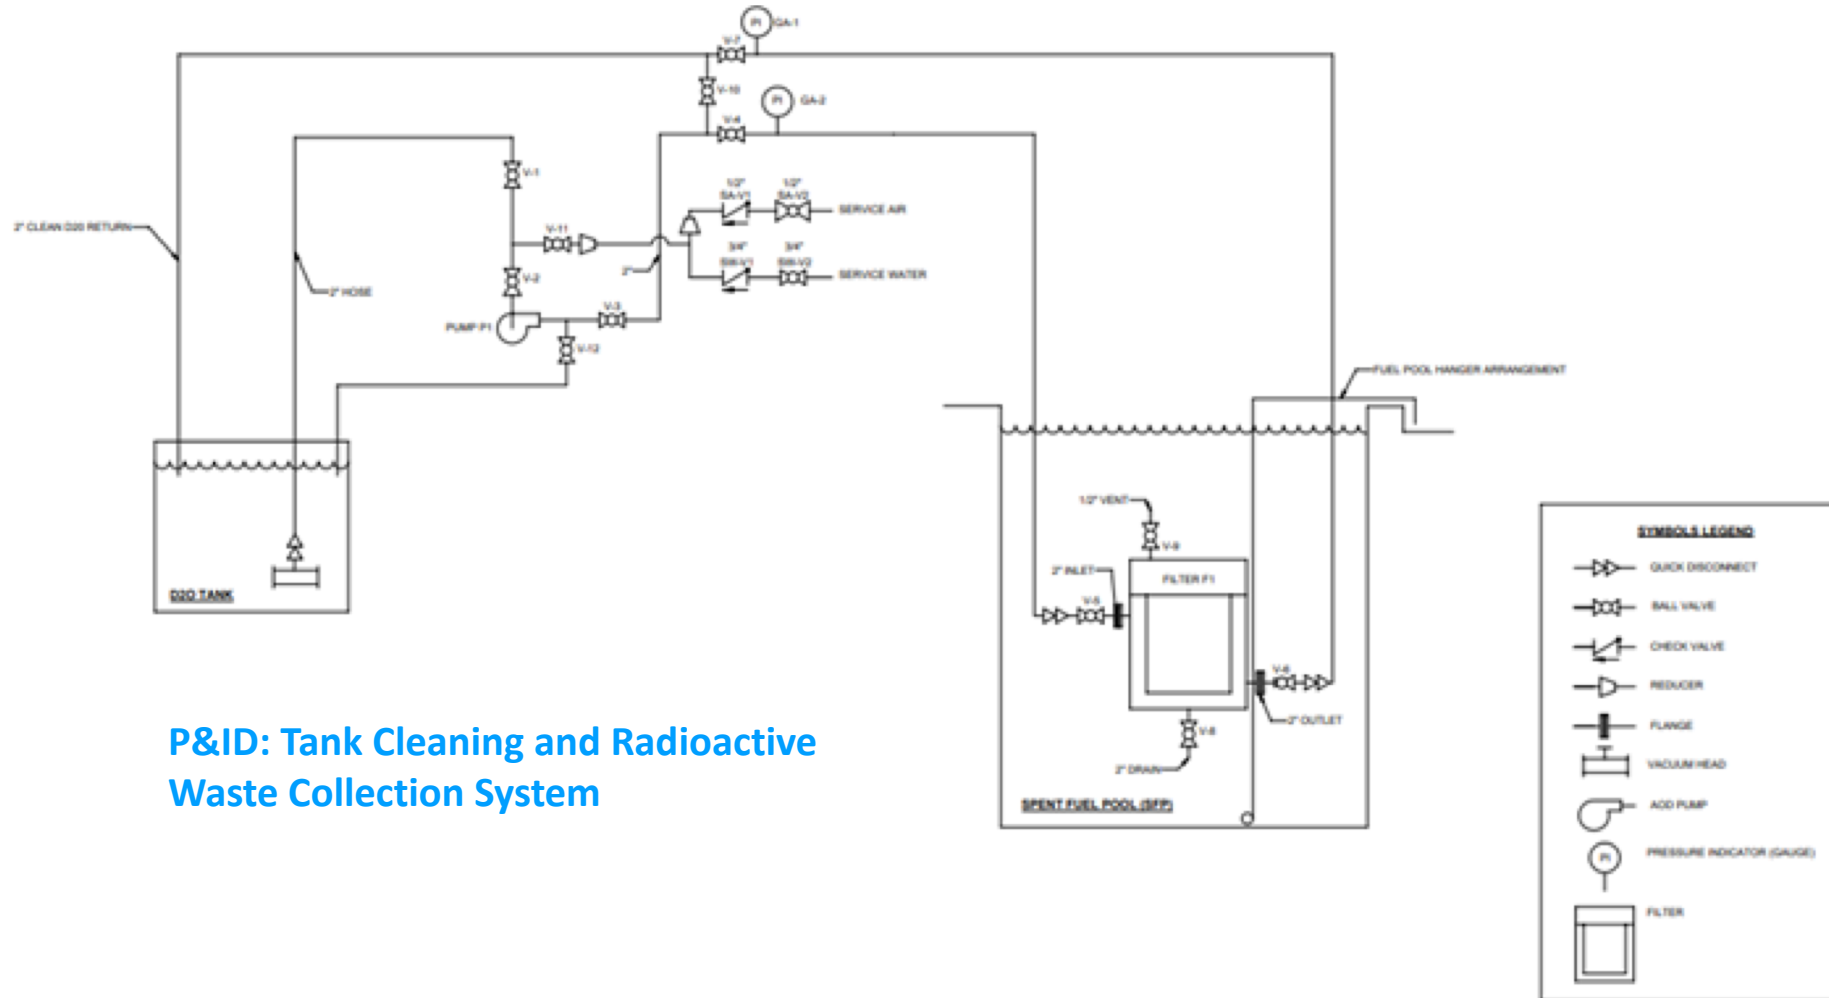 PI
GA-1
V-7
V-10
PI
GA-2
V-4
V-1
1/2"
SA-V1
1/2"
SA-V2
SERVICE AIR
2" CLEAN D20 RETURN
V-11
3/4"
SW-V1
3/4"
SW-V2
SERVICE WATER
2"
2" HOSE
V-2
V-3
PUMP P1
V-12
FUEL POOL HANGER ARRANGEMENT
1/2" VENT
V-9
2" INLET
FILTER F1
V-5
D2O TANK
V-6
2" OUTLET
V-8
2" DRAIN
SPENT FUEL POOL (SFP)
P&ID: Tank Cleaning and Radioactive
Waste Collection System
SYMBOLS LEGEND
QUICK DISCONNECT
BALL VALVE
CHECK VALVE
REDUCER
FLANGE
VACUUM HEAD
AOD PUMP
PI
PRESSURE INDICATOR (GAUGE)
FILTER